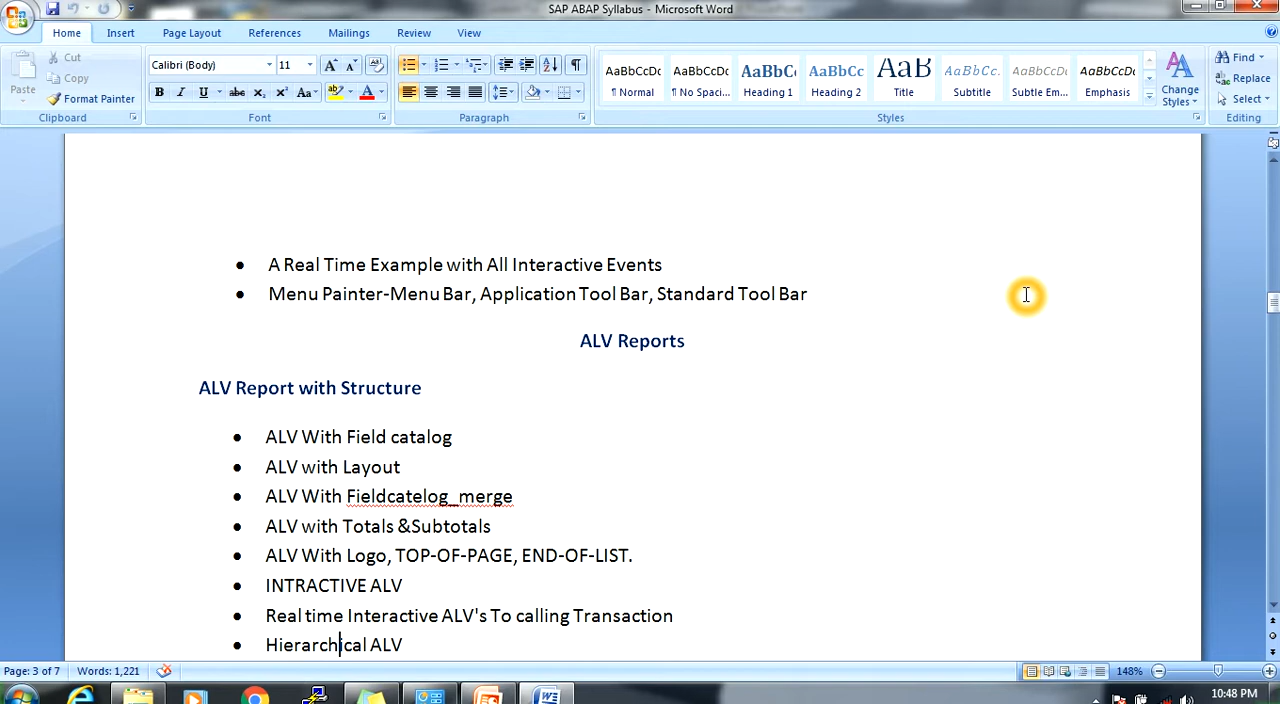 SAP ABAP Syllabus - Microsoft Word
Home Insert Page Layout References Mailings Review View
Cut
Copy
Paste
Format Painter
Clipboard
Calibri (Body) 11
Font
Paragraph
AaBbCcDc AaBbCcDc AaBbC AaBbCc AaB AaBbCc. AaBbCcDc AaBbCcDc
¶ Normal ¶ No Spaci... Heading 1 Heading 2 Title Subtitle Subtle Em... Emphasis
Change
Styles
Styles
Find
Replace
Select
Editing
• A Real Time Example with All Interactive Events
• Menu Painter-Menu Bar, Application Tool Bar, Standard Tool Bar
ALV Reports
ALV Report with Structure
• ALV With Field catalog
• ALV with Layout
• ALV With Fieldcatelog_merge
• ALV with Totals &Subtotals
• ALV With Logo, TOP-OF-PAGE, END-OF-LIST.
• INTRACTIVE ALV
• Real time Interactive ALV's To calling Transaction
• Hierarchical ALV
Page: 3 of 7 Words: 1,221 148%
10:48 PM